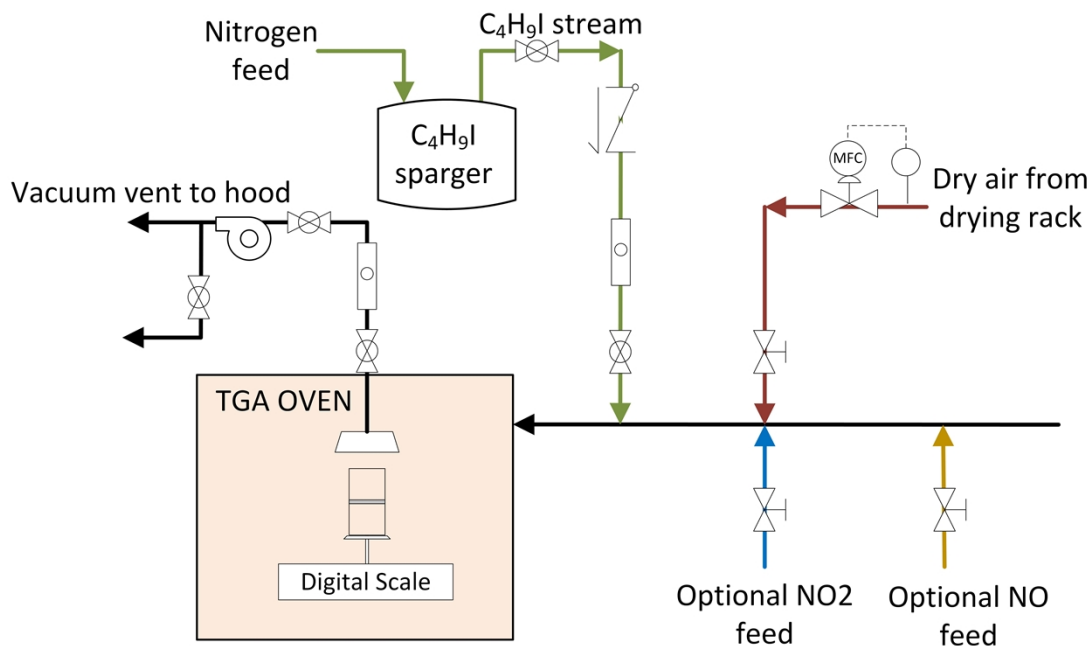 Nitrogen
feed
C₄H₉I stream
C₄H₉I
sparger
MFC
Dry air from
drying rack
Vacuum vent to hood
TGA OVEN
Digital Scale
Optional NO2
feed
Optional NO
feed